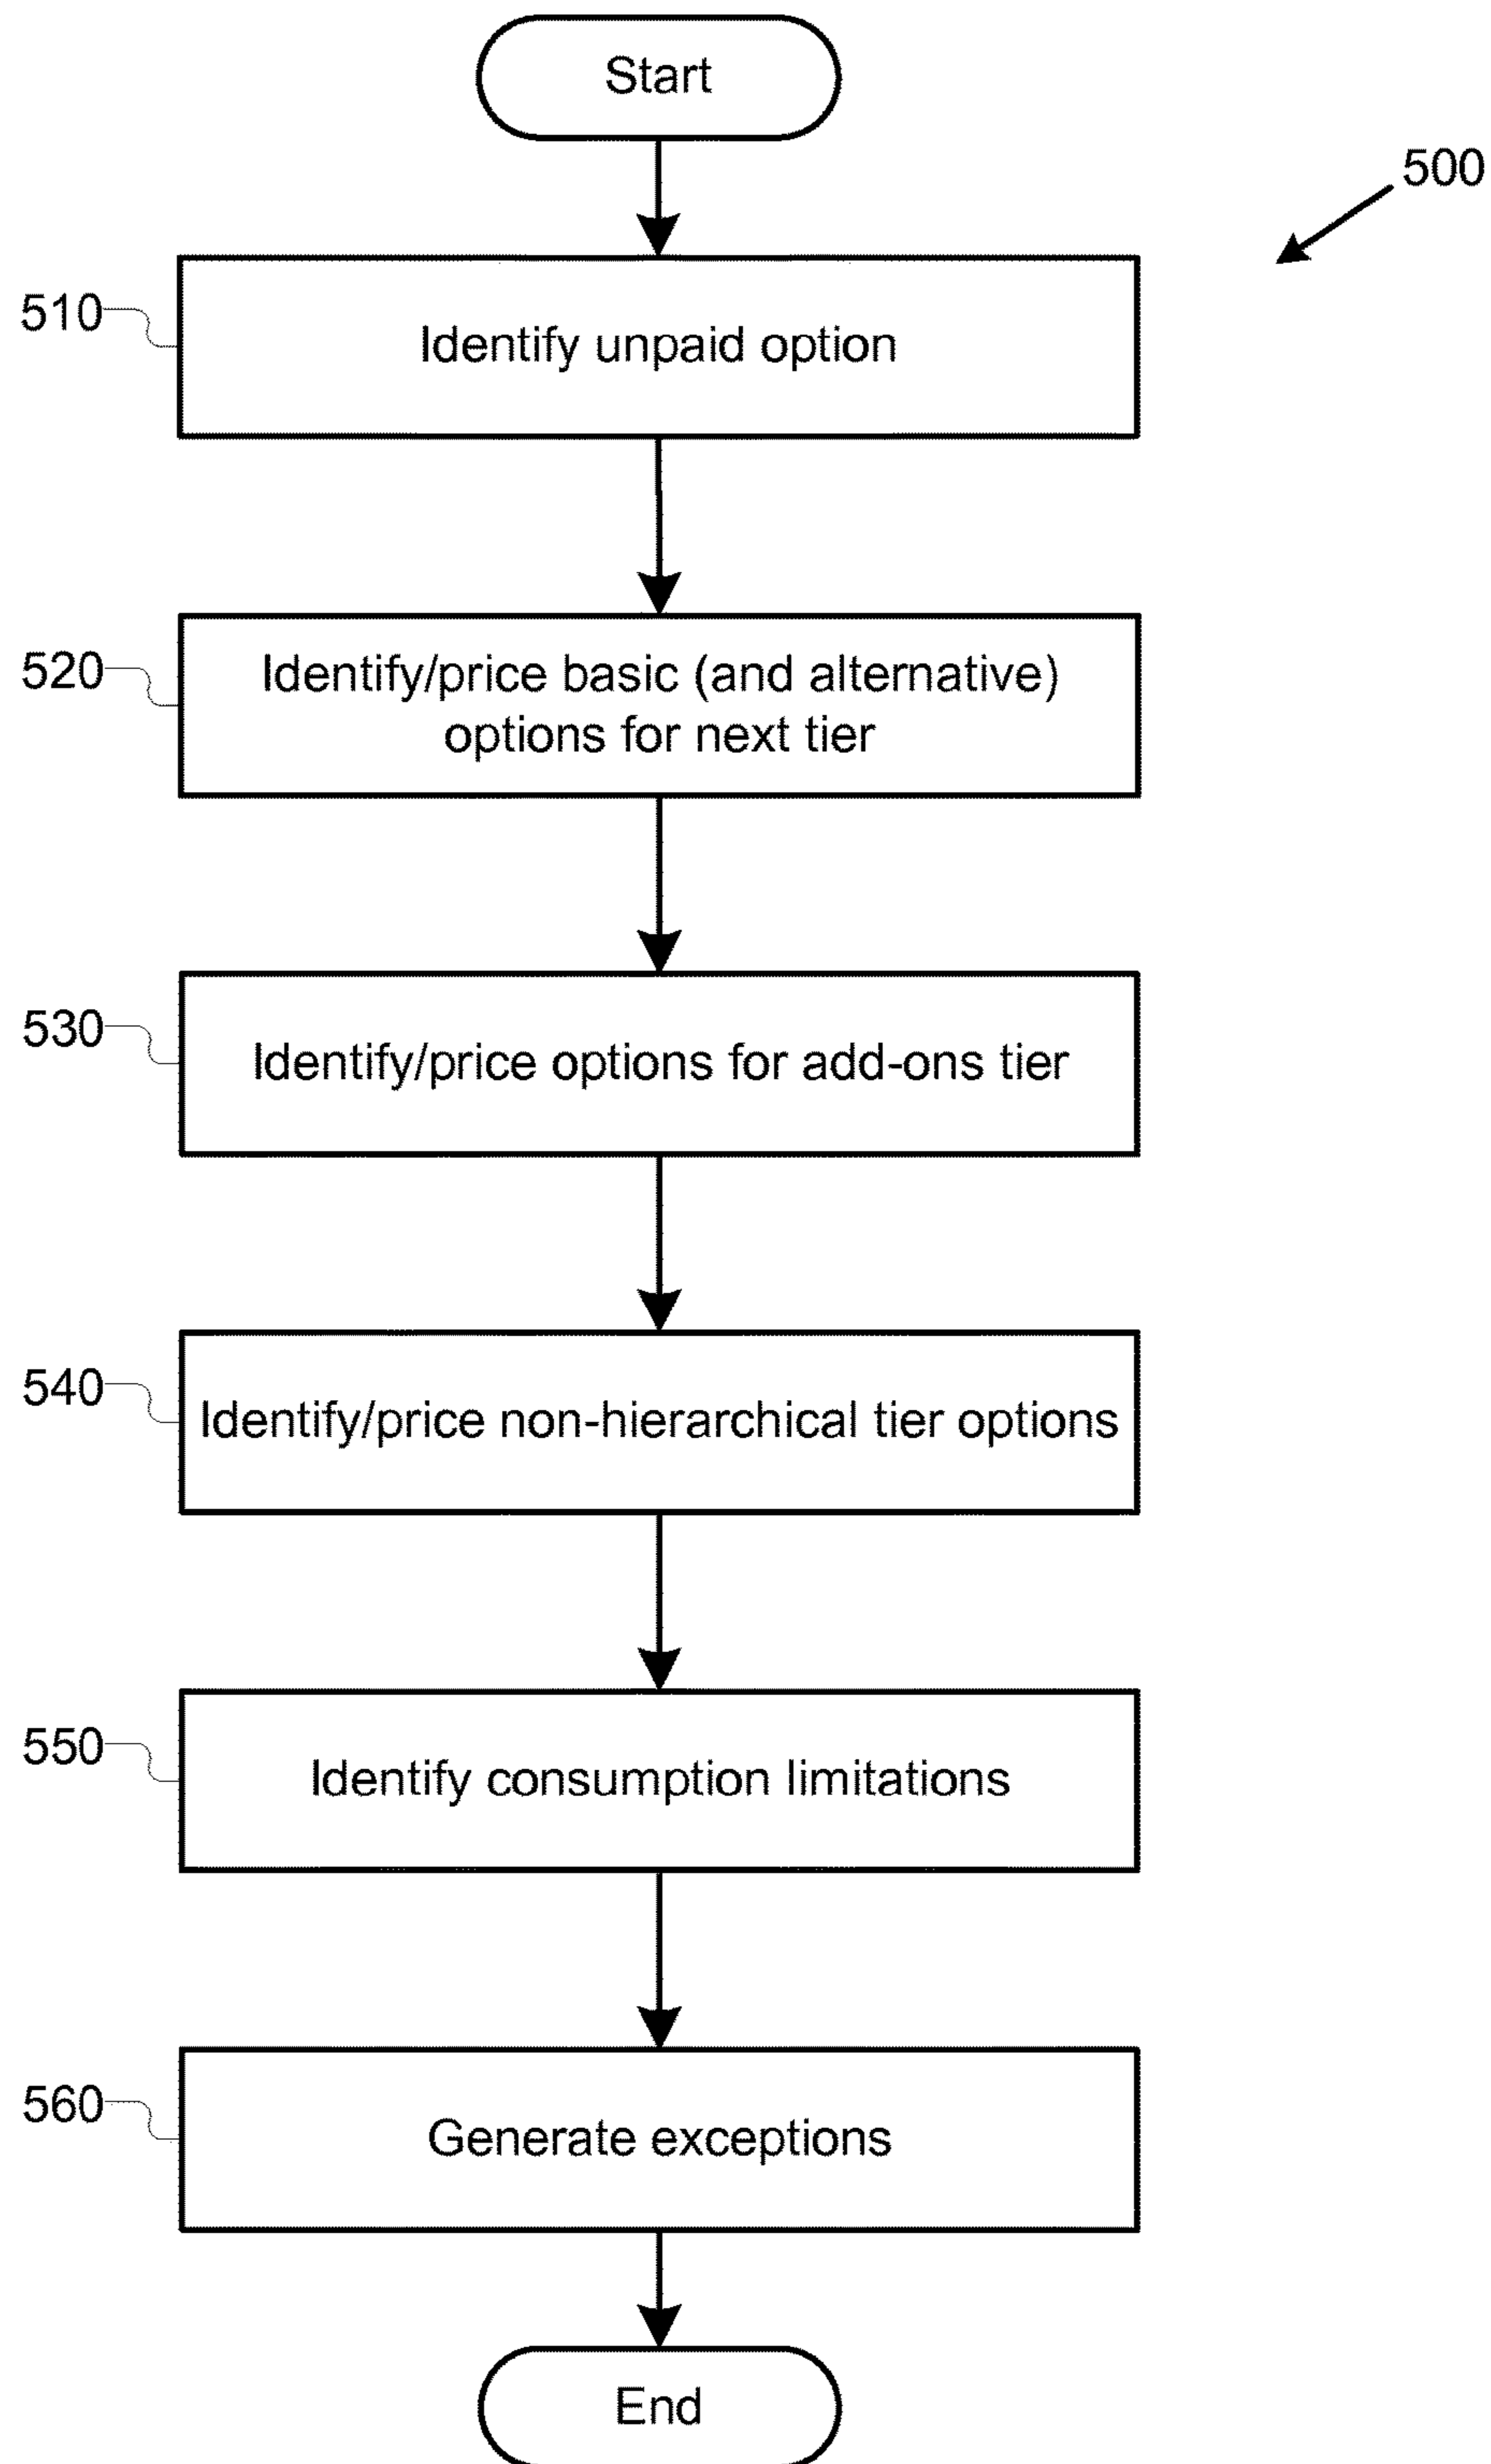 Start
500
510
Identify unpaid option
520
Identify/price basic (and alternative)
options for next tier
530
Identify/price options for add-ons tier
540
Identify/price non-hierarchical tier options
550
Identify consumption limitations
560
Generate exceptions
End